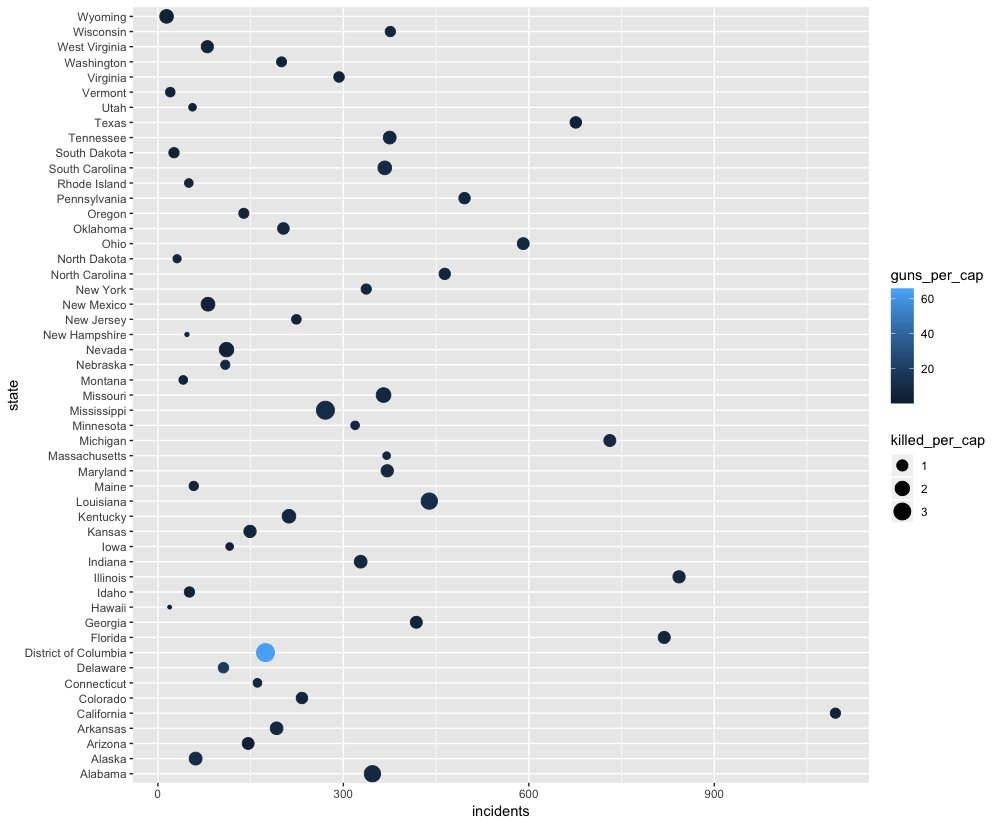 Wyoming
Wisconsin
West Virginia
Washington
Virginia
Vermont
Utah
Texas
Tennessee
South Dakota
South Carolina
Rhode Island
Pennsylvania
Oregon
Oklahoma
Ohio
North Dakota
North Carolina
New York
New Mexico
New Jersey
New Hampshire
Nevada
Nebraska
Montana
Missouri
Mississippi
Minnesota
Michigan
Massachusetts
Maryland
Maine
Louisiana
Kentucky
Kansas
Iowa
Indiana
Illinois
Idaho
Hawaii
Georgia
Florida
District of Columbia
Delaware
Connecticut
Colorado
California
Arkansas
Arizona
Alaska
Alabama
state
0 300 600 900
incidents
guns_per_cap
60
40
20
killed_per_cap
1
2
3